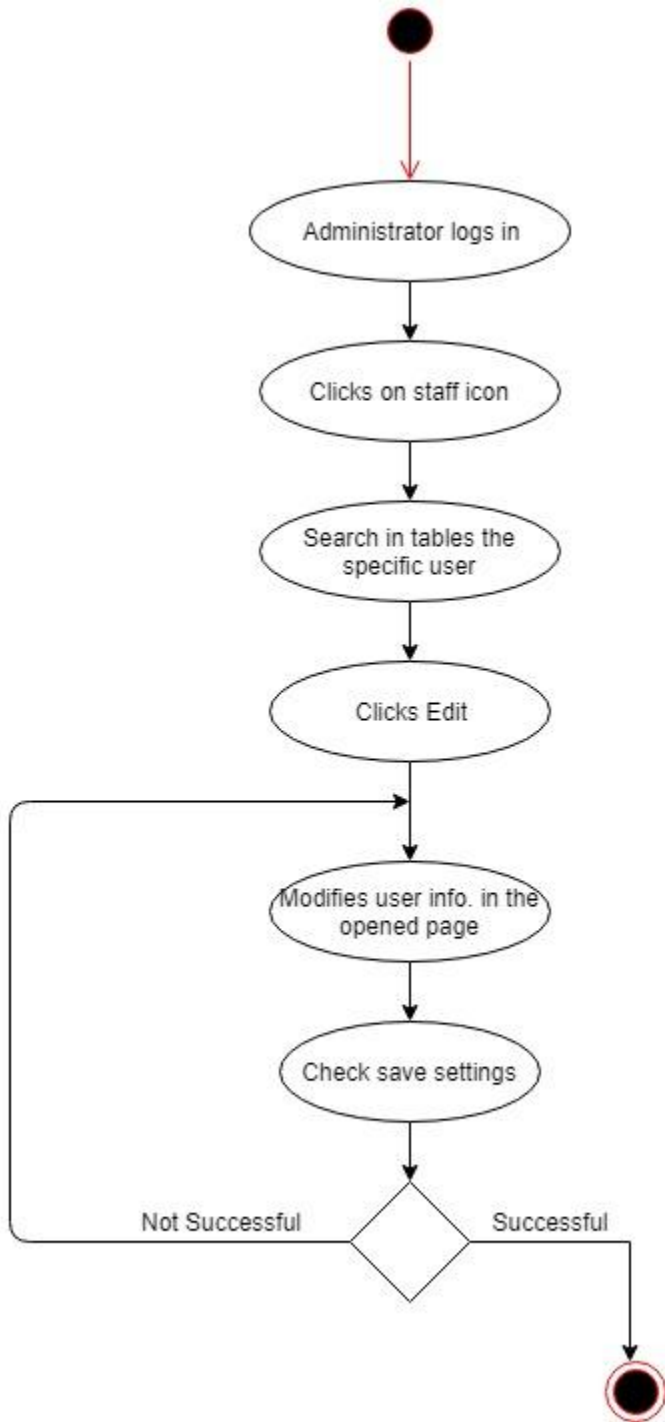 Administrator logs in
Clicks on staff icon
Search in tables the
specific user
Clicks Edit
Modifies user info. in the
opened page
Check save settings
Not Successful
Successful